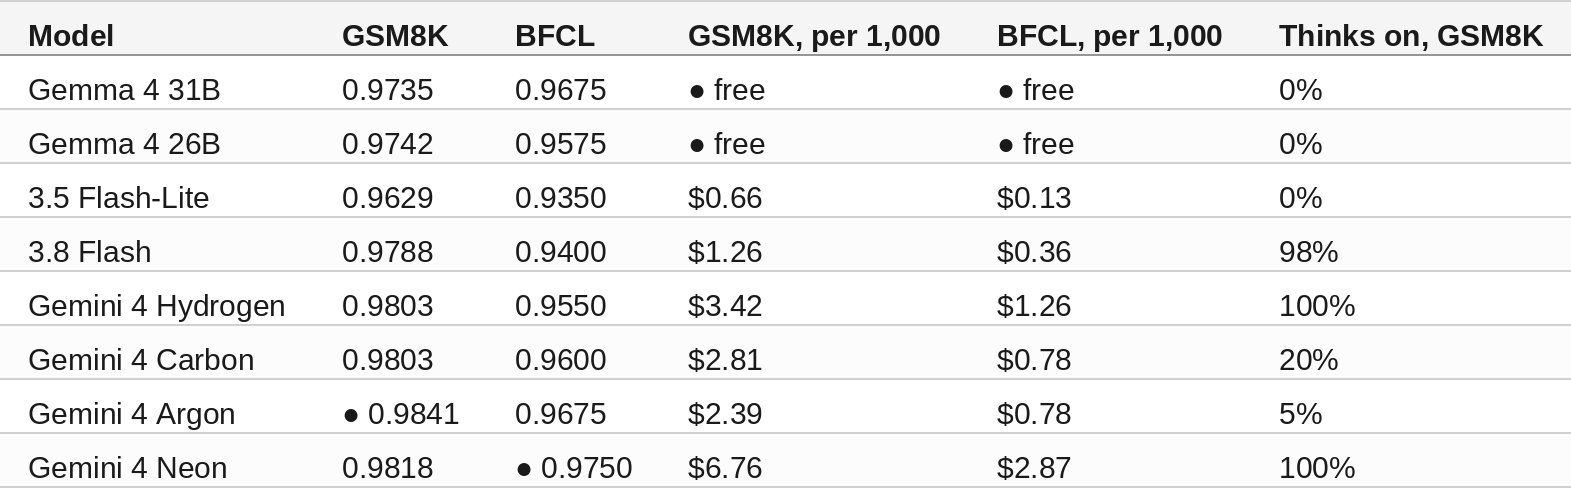 Model GSM8K BFCL GSM8K, per 1,000 BFCL, per 1,000 Thinks on, GSM8K
Gemma 4 31B 0.9735 0.9675 ● free ● free 0%
Gemma 4 26B 0.9742 0.9575 ● free ● free 0%
3.5 Flash-Lite 0.9629 0.9350 $0.66 $0.13 0%
3.8 Flash 0.9788 0.9400 $1.26 $0.36 98%
Gemini 4 Hydrogen 0.9803 0.9550 $3.42 $1.26 100%
Gemini 4 Carbon 0.9803 0.9600 $2.81 $0.78 20%
Gemini 4 Argon ● 0.9841 0.9675 $2.39 $0.78 5%
Gemini 4 Neon 0.9818 ● 0.9750 $6.76 $2.87 100%